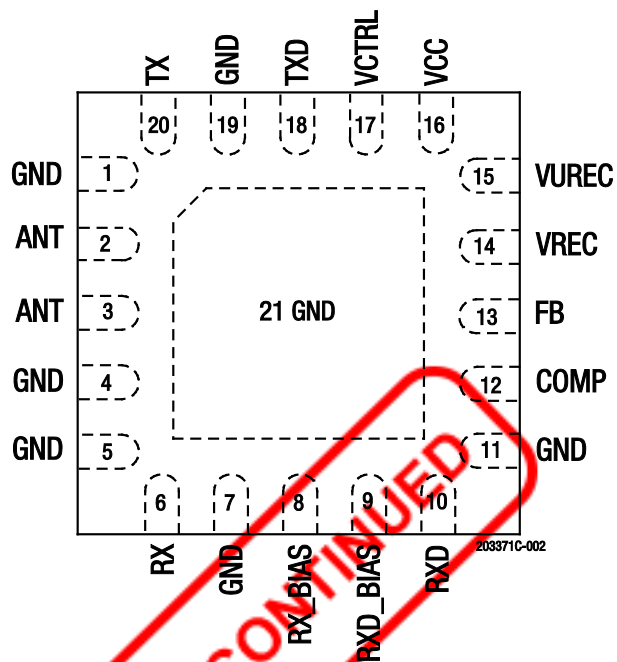 TX
GND
TXD
VCTRL
VCC
20
19
18
17
16
GND 1
15 VUREC
ANT 2
14 VREC
ANT 3
21 GND
13 FB
GND 4
12 COMP
GND 5
11 GND
6
7
8
9
10
RX
GND
RX_BIAS
RXD_BIAS
RXD
203371C-002
CONTINUED